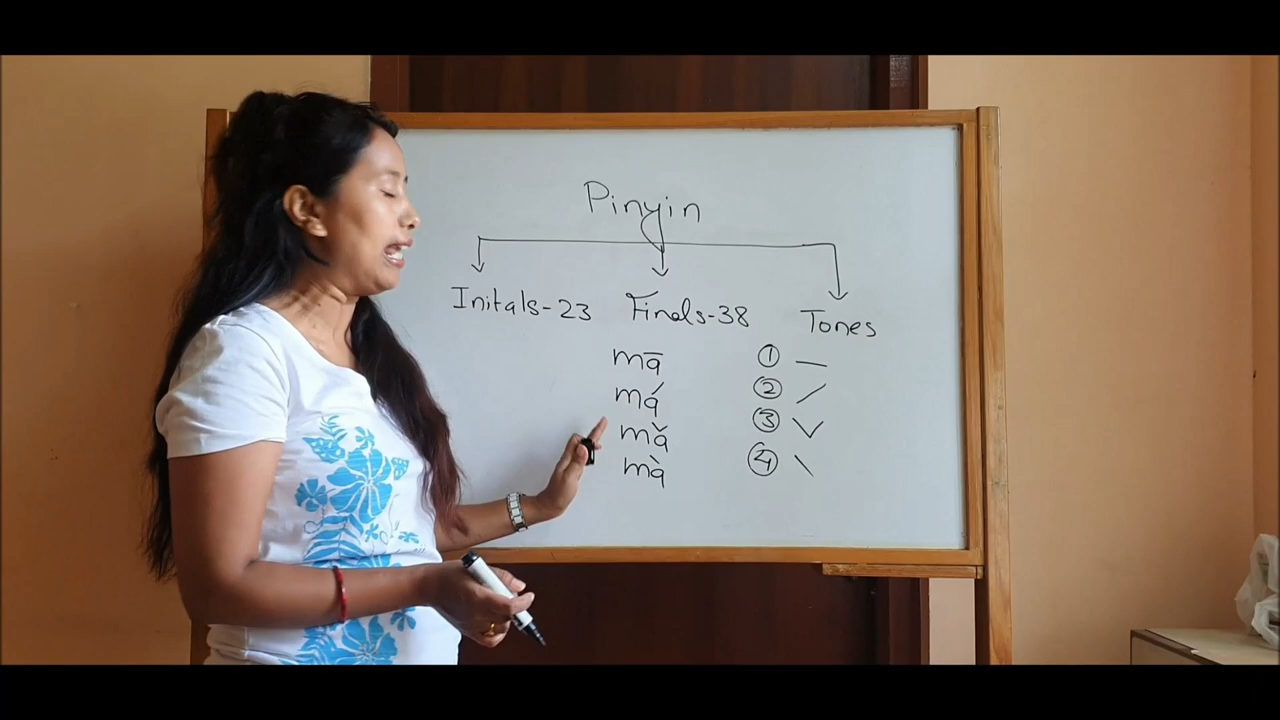 Pinyin
Initals-23 Finals-38 Tones
mā ① —
má ② ⟋
mǎ ③ ∨
mà ④ ⟍